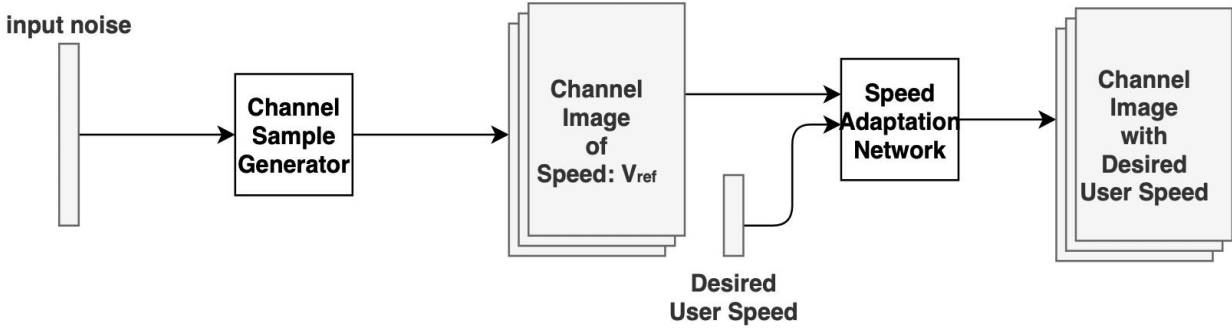 input noise
Channel
Sample
Generator
Channel
Image
of
Speed: Vref
Desired
User Speed
Speed
Adaptation
Network
Channel
Image
with
Desired
User Speed